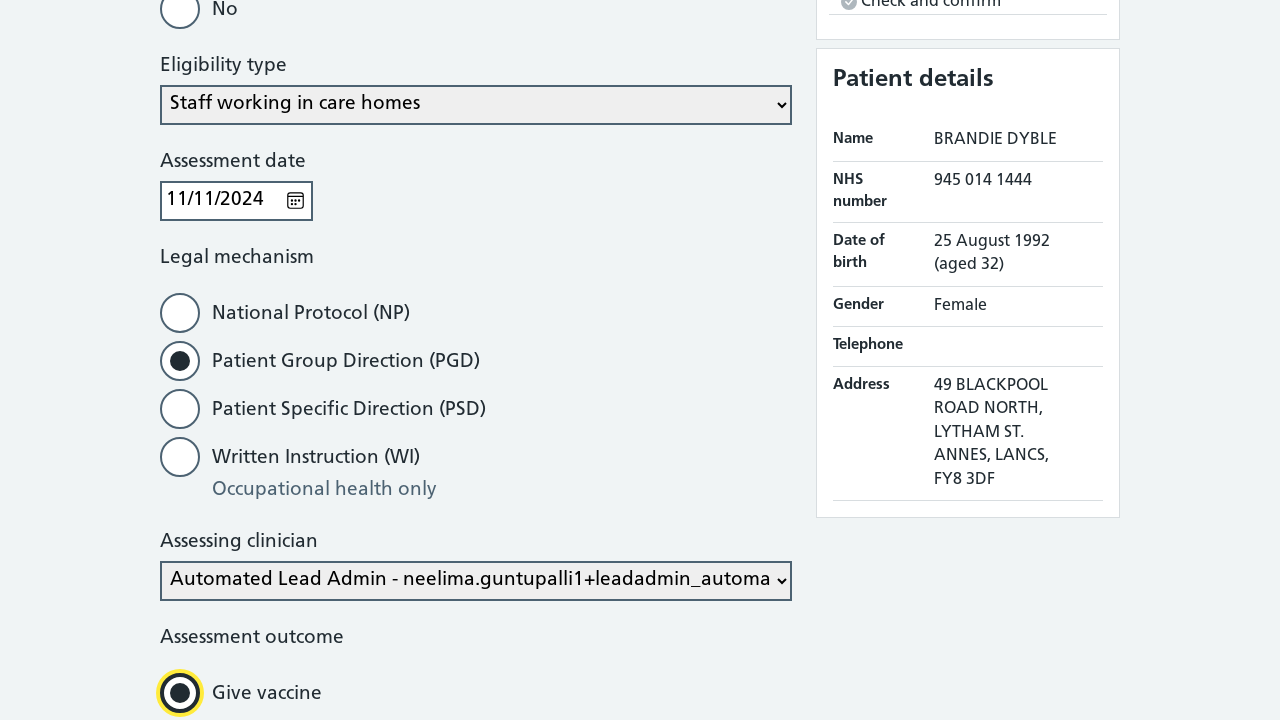 No
Eligibility type
Staff working in care homes
Assessment date
11/11/2024
Legal mechanism
National Protocol (NP)
Patient Group Direction (PGD)
Patient Specific Direction (PSD)
Written Instruction (WI)
Occupational health only
Assessing clinician
Automated Lead Admin - neelima.guntupalli1+leadadmin_automa
Assessment outcome
Give vaccine
Check and confirm
Patient details
Name BRANDIE DYBLE
NHS number 945 014 1444
Date of birth 25 August 1992
(aged 32)
Gender Female
Telephone
Address 49 BLACKPOOL
ROAD NORTH,
LYTHAM ST.
ANNES, LANCS,
FY8 3DF